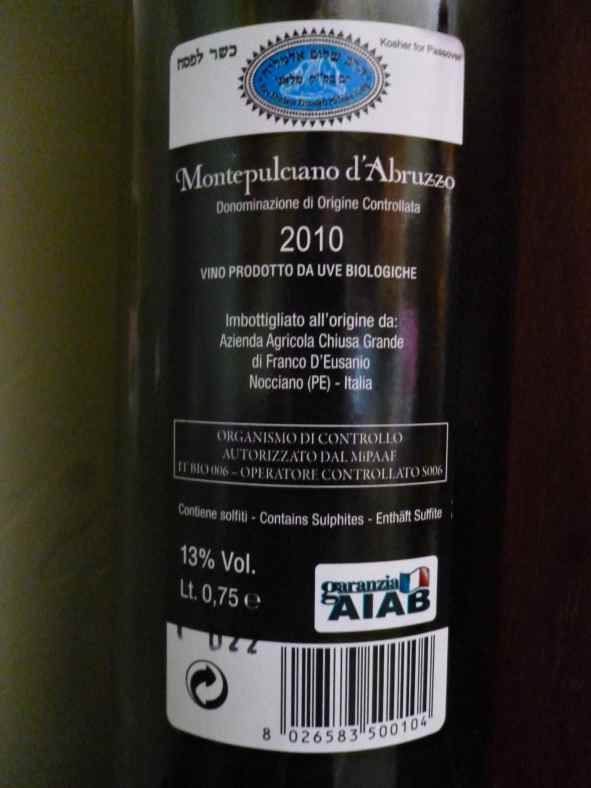 כשר לפסח
Kosher for Passover
Montepulciano d'Abruzzo
Donominazione di Origine Controllata
2010
VINO PRODOTTO DA UVE BIOLOGICHE
Imbottigliato all'origine da:
Azienda Agricola Chiusa Grande
di Franco D'Eusanio
Nocciano (PE) - Italia
ORGANISMO DI CONTROLLO
AUTORIZZATO DAL MiPAAF
IT BIO 006 – OPERATORE CONTROLLATO S006
Contiene solfiti - Contains Sulphites - Enthäft Sulfite
13% Vol.
Lt. 0,75 e
garanzia
AIAB
022
8 026583 500104